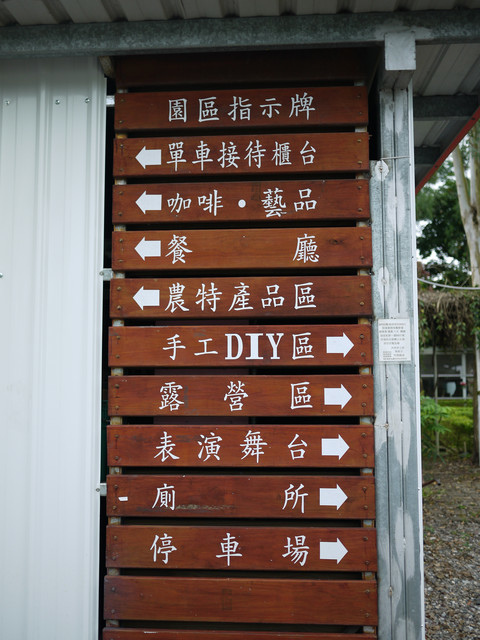 園區指示牌
單車接待櫃台
咖啡•藝品
餐廳
農特產品區
手工DIY區
露營區
表演舞台
廁所
停車場